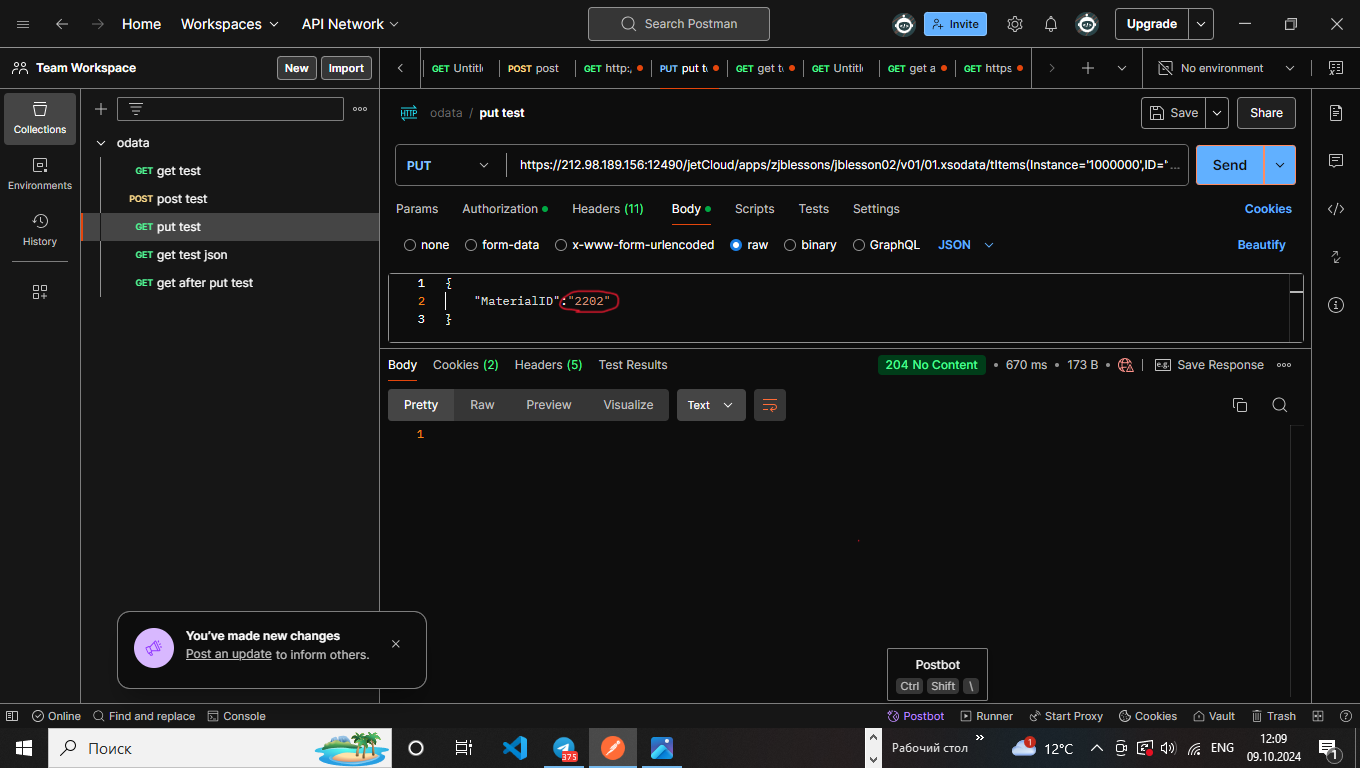 Home Workspaces API Network Search Postman Invite Upgrade
Team Workspace New Import GET Untitl POST post GET http:, PUT put t GET get t GET Untitl GET get a GET https No environment
Collections
Environments
History
odata
GET get test
POST post test
GET put test
GET get test json
GET after put test
HTTP odata / put test Save Share
PUT https://212.98.189.156:12490/jetCloud/apps/zjblessons/jblesson02/v01/01.xsodata/tItems(Instance='1000000',ID=' ... Send
Params Authorization Headers (11) Body Scripts Tests Settings Cookies
none form-data x-www-form-urlencoded raw binary GraphQL JSON Beautify
1 {
2 "MaterialID":"2202"
3 }
Body Cookies (2) Headers (5) Test Results 204 No Content • 670 ms • 173 B • e.g. Save Response
Pretty Raw Preview Visualize Text
1
You've made new changes
Post an update to inform others.
Postbot
Ctrl Shift \
Online Find and replace Console Postbot Runner Start Proxy Cookies Vault Trash
Поиск 375 Рабочий стол » 1 12°C ENG 12:09
09.10.2024 1